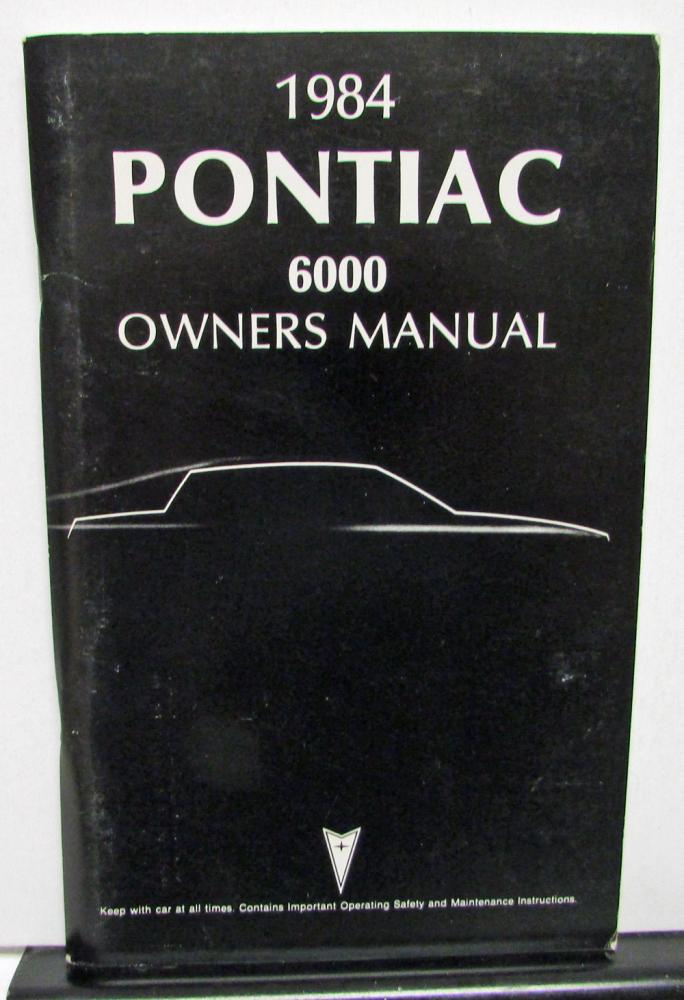 1984
PONTIAC
6000
OWNERS MANUAL
Keep with car at all times. Contains Important Operating Safety and Maintenance Instructions.